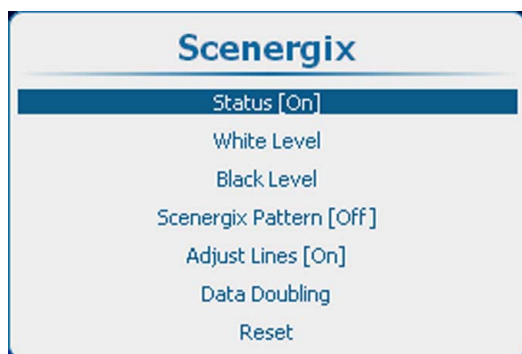 Scenergix
Status [On]
White Level
Black Level
Scenergix Pattern [Off]
Adjust Lines [On]
Data Doubling
Reset